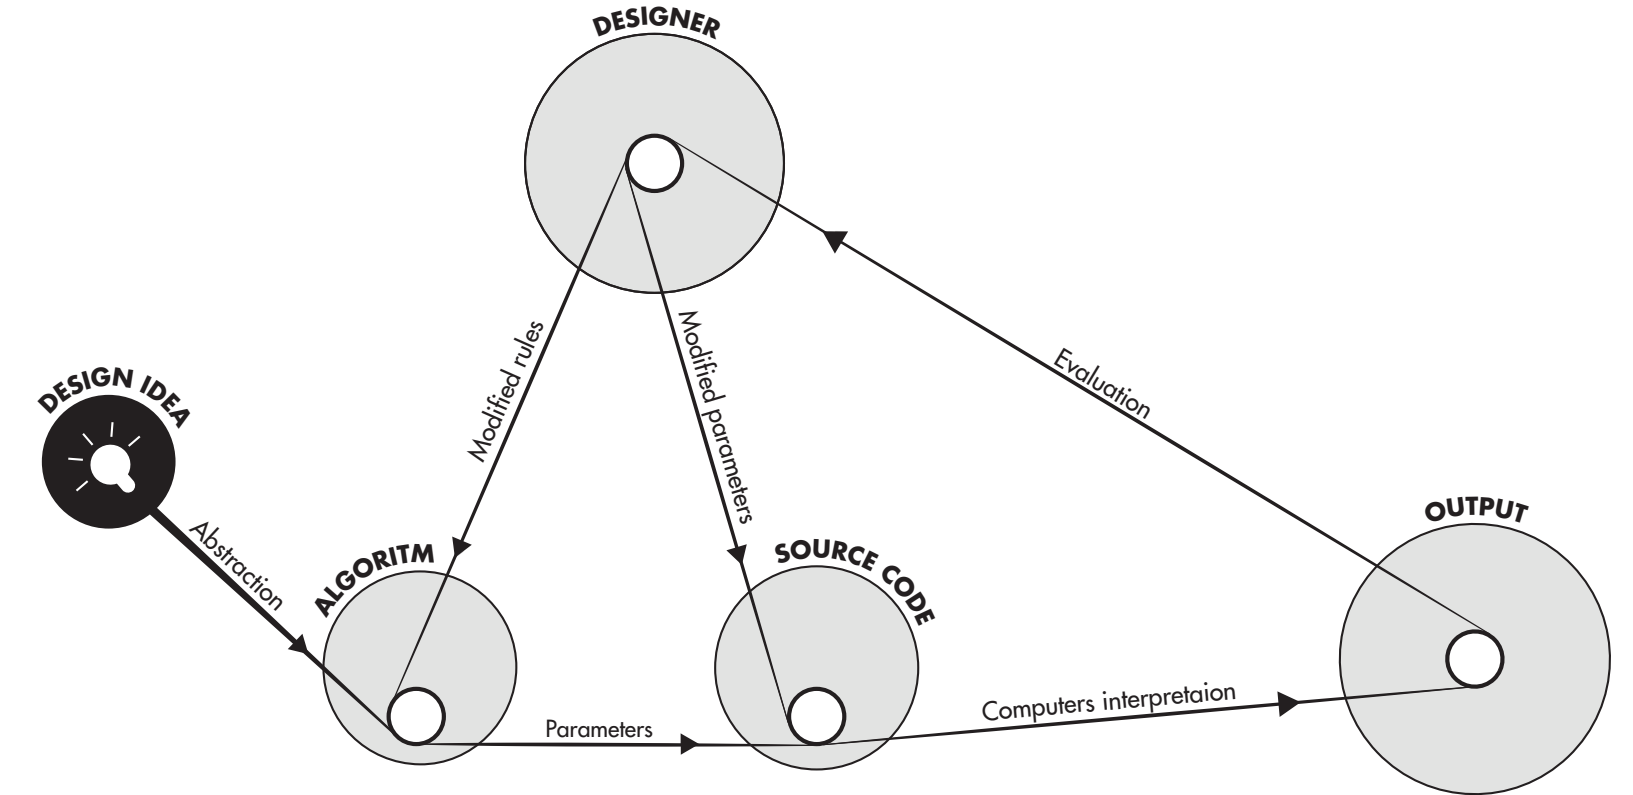 DESIGNER
Modified rules
Modified parameters
Evaluation
DESIGN IDEA
Abstraction
ALGORITM
SOURCE CODE
OUTPUT
Parameters
Computers interpretaion